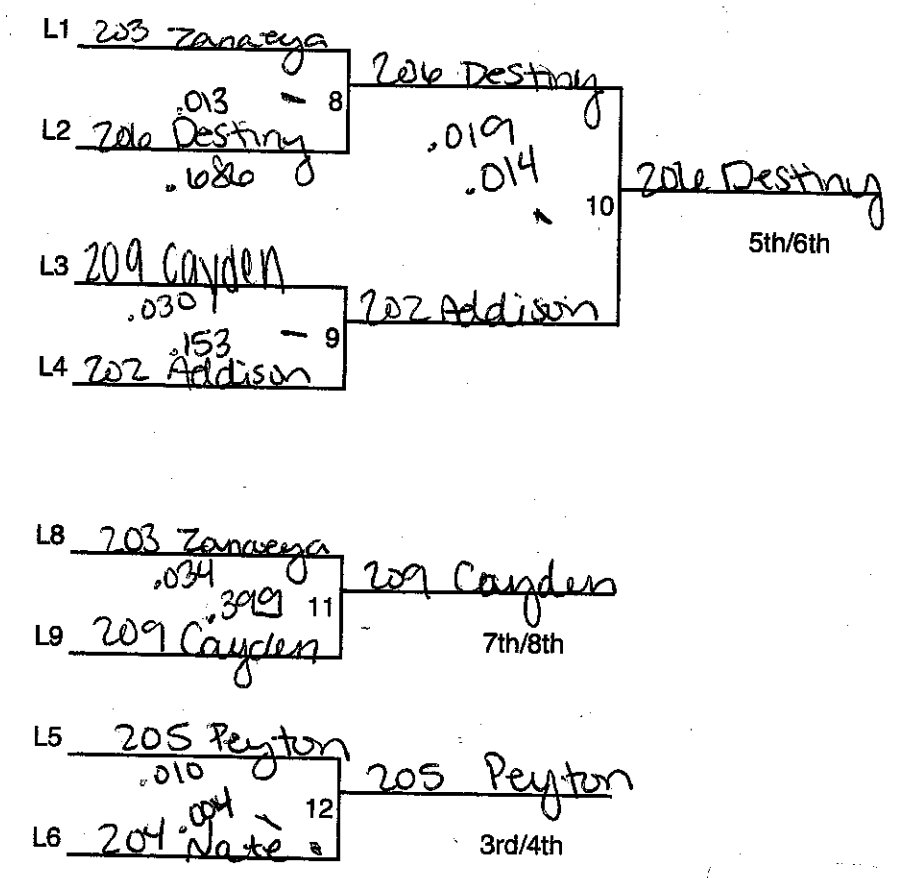 L1 203 Zanaeya
206 Destiny
.013 - 8
L2 206 Destiny
.686
.019
.014
10
206 Destiny
5th/6th
L3 209 Cayden
.030
202 Addison
.153 - 9
L4 202 Addison
L8 203 Zanaeya
.034
209 Cayden
.399 11
L9 209 Cayden
7th/8th
L5 205 Peyton
.010
205 Peyton
.004 12
L6 204 Nate
3rd/4th